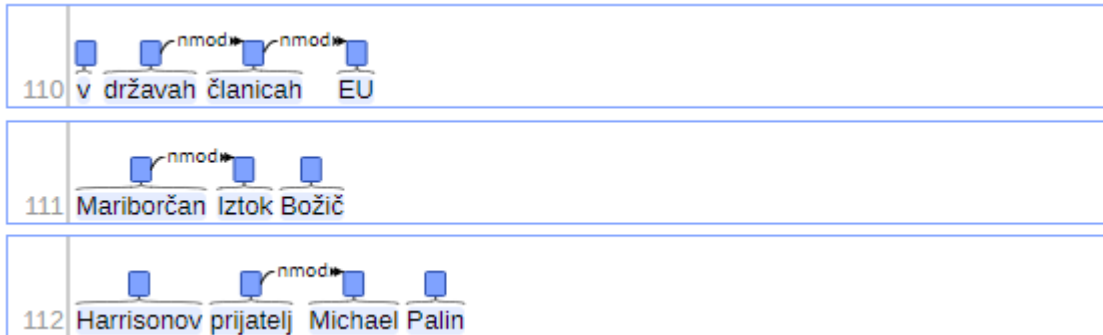 nmod nmod
110 v državah članicah EU
nmod
111 Mariborčan Iztok Božič
nmod
112 Harrisonov prijatelj Michael Palin